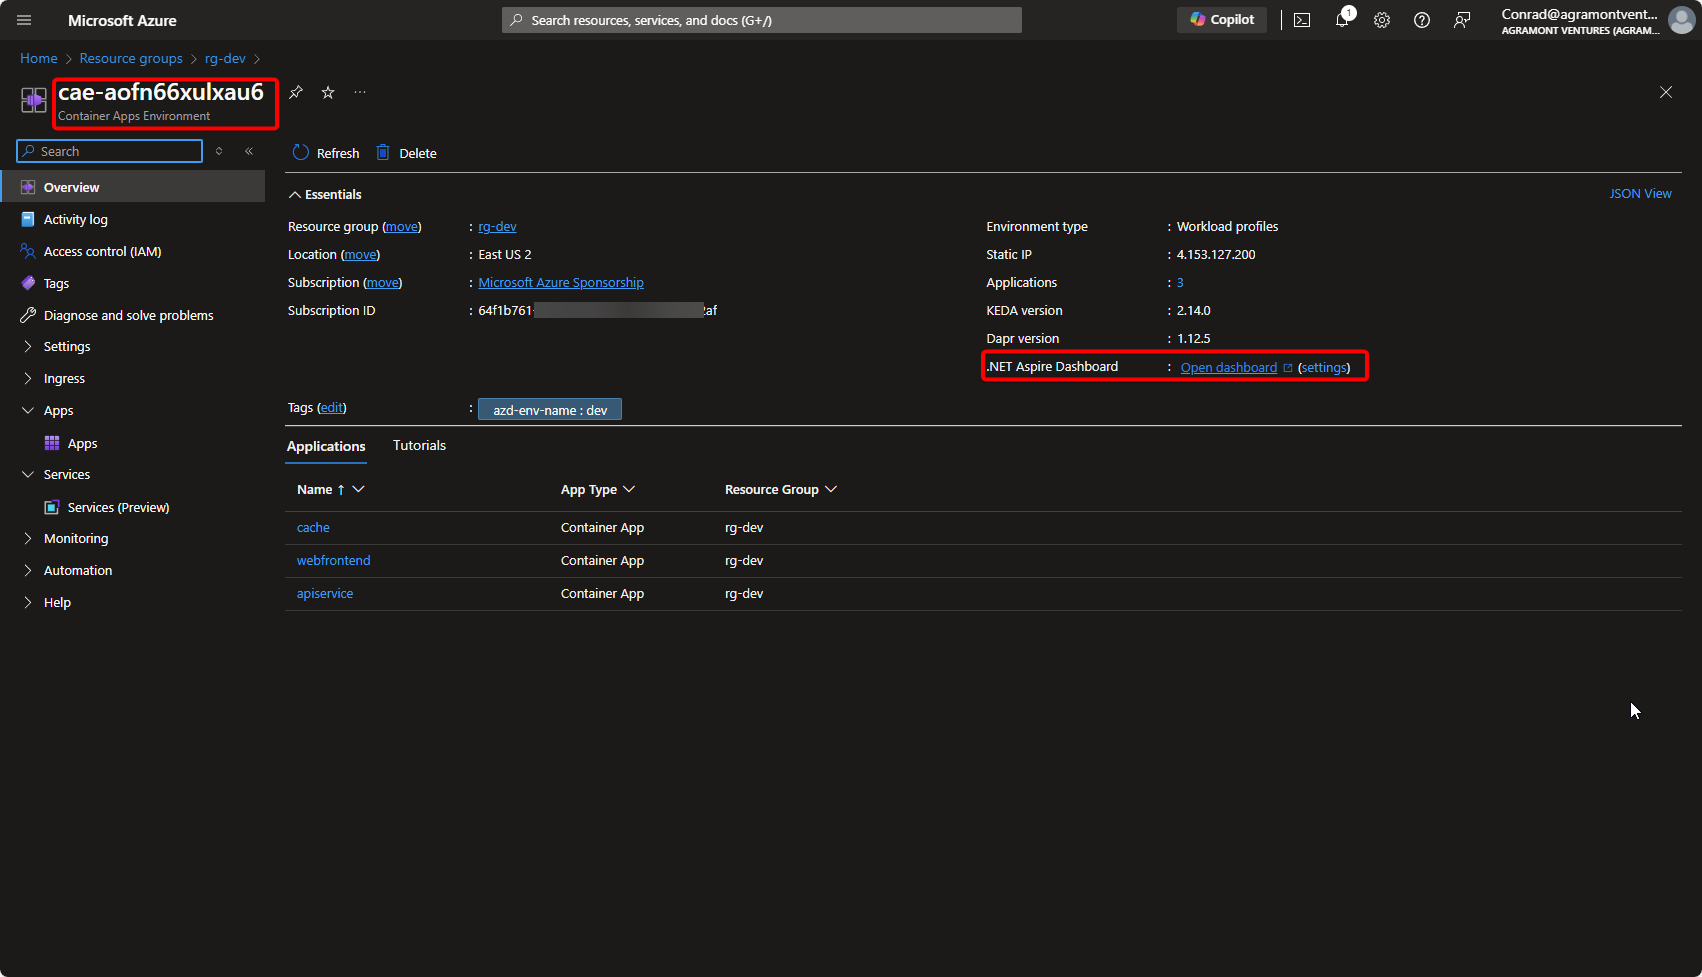 Microsoft Azure
Search resources, services, and docs (G+/)
Copilot
1
Conrad@agramontvent...
AGRAMONT VENTURES (AGRAM...
Home > Resource groups > rg-dev >
cae-aofn66xulxau6
Container Apps Environment
Search
Refresh
Delete
Overview
Activity log
Access control (IAM)
Tags
Diagnose and solve problems
Settings
Ingress
Apps
Apps
Services
Services (Preview)
Monitoring
Automation
Help
Essentials
JSON View
Resource group (move) : rg-dev
Location (move) : East US 2
Subscription (move) : Microsoft Azure Sponsorship
Subscription ID : 64f1b761- af
Environment type : Workload profiles
Static IP : 4.153.127.200
Applications : 3
KEDA version : 2.14.0
Dapr version : 1.12.5
.NET Aspire Dashboard : Open dashboard (settings)
Tags (edit) : azd-env-name : dev
Applications Tutorials
Name ↑ App Type Resource Group
cache Container App rg-dev
webfrontend Container App rg-dev
apiservice Container App rg-dev